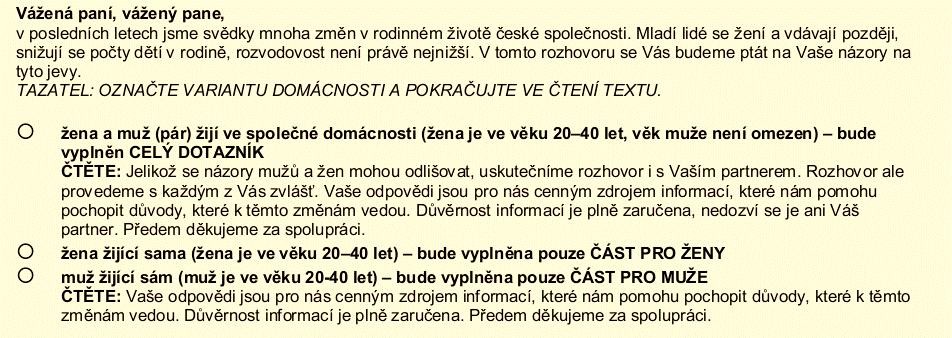 Vážená paní, vážený pane,
v posledních letech jsme svědky mnoha změn v rodinném životě české společnosti. Mladí lidé se žení a vdávají později,
snižují se počty dětí v rodině, rozvodovost není právě nejnižší. V tomto rozhovoru se Vás budeme ptát na Vaše názory na
tyto jevy.
TAZATEL: OZNAČTE VARIANTU DOMÁCNOSTI A POKRAČUJTE VE ČTENÍ TEXTU.
žena a muž (pár) žijí ve společné domácnosti (žena je ve věku 20–40 let, věk muže není omezen) – bude
vyplněn CELÝ DOTAZNÍK
ČTĚTE: Jelikož se názory mužů a žen mohou odlišovat, uskutečníme rozhovor i s Vaším partnerem. Rozhovor ale
provedeme s každým z Vás zvlášť. Vaše odpovědi jsou pro nás cenným zdrojem informací, které nám pomohu
pochopit důvody, které k těmto změnám vedou. Důvěrnost informací je plně zaručena, nedozví se je ani Váš
partner. Předem děkujeme za spolupráci.
žena žijící sama (žena je ve věku 20–40 let) – bude vyplněna pouze ČÁST PRO ŽENY
muž žijící sám (muž je ve věku 20-40 let) – bude vyplněna pouze ČÁST PRO MUŽE
ČTĚTE: Vaše odpovědi jsou pro nás cenným zdrojem informací, které nám pomohu pochopit důvody, které k těmto
změnám vedou. Důvěrnost informací je plně zaručena. Předem děkujeme za spolupráci.